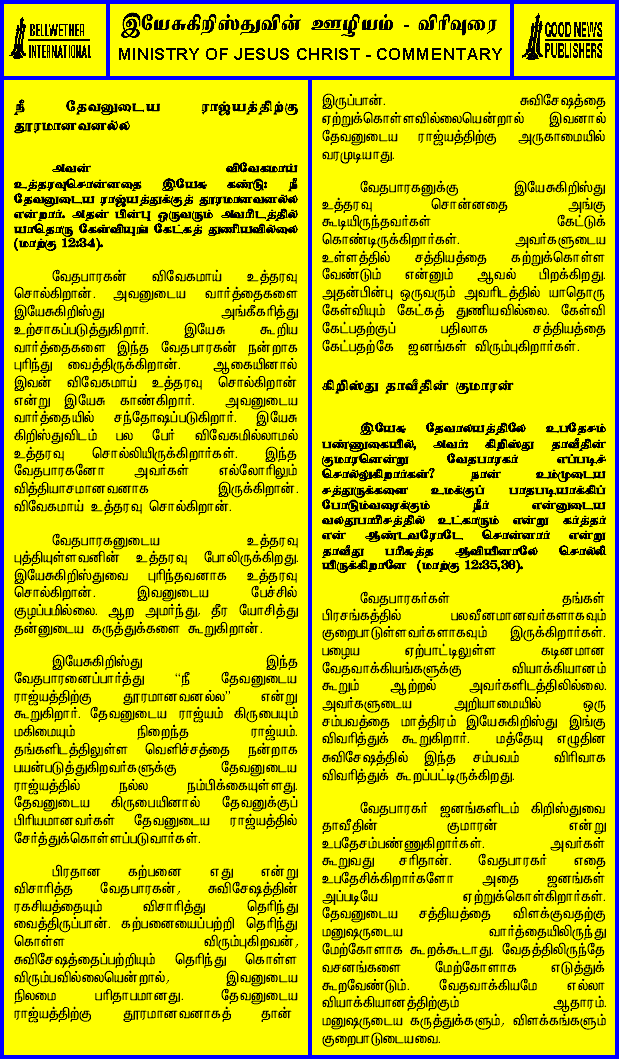 BELLWETHER
INTERNATIONAL
இயேசுகிறிஸ்துவின் ஊழியம் - விரிவுரை
MINISTRY OF JESUS CHRIST - COMMENTARY
GOOD NEWS
PUBLISHERS
நீ தேவனுடைய ராஜ்யத்திற்கு
தூரமானவனல்ல
அவன் விவேகமாய்
உத்தரவுசொன்னதை இயேசு கண்டு: நீ
தேவனுடைய ராஜ்யத்துக்குத் தூரமானவனல்ல
என்றார். அதன் பின்பு ஒருவரும் அவரிடத்தில்
யாதொரு கேள்வியுங் கேட்கத் துணியவில்லை
(மாற்கு 12:34).
வேதபாரகன் விவேகமாய் உத்தரவு
சொல்கிறான். அவனுடைய வார்த்தைகளை
இயேசுகிறிஸ்து அங்கீகரித்து
உற்சாகப்படுத்துகிறார். இயேசு கூறிய
வார்த்தைகளை இந்த வேதபாரகன் நன்றாக
புரிந்து வைத்திருக்கிறான். ஆகையினால்
இவன் விவேகமாய் உத்தரவு சொல்கிறான்
என்று இயேசு காண்கிறார். அவனுடைய
வார்த்தையில் சந்தோஷப்படுகிறார். இயேசு
கிறிஸ்துவிடம் பல பேர் விவேகமில்லாமல்
உத்தரவு சொல்லியிருக்கிறார்கள். இந்த
வேதபாரகனோ அவர்கள் எல்லோரிலும்
வித்தியாசமானவனாக இருக்கிறான்.
விவேகமாய் உத்தரவு சொல்கிறான்.
வேதபாரகனுடைய உத்தரவு
புத்தியுள்ளவனின் உத்தரவு போலிருக்கிறது.
இயேசுகிறிஸ்துவை புரிந்தவனாக உத்தரவு
சொல்கிறான். இவனுடைய பேச்சில்
குழப்பமில்லை. ஆற அமர்ந்து, தீர யோசித்து
தன்னுடைய கருத்துக்களை கூறுகிறான்.
இயேசுகிறிஸ்து இந்த
வேதபாரனைப்பார்த்து “நீ தேவனுடைய
ராஜ்யத்திற்கு தூரமானவனல்ல” என்று
கூறுகிறார். தேவனுடைய ராஜ்யம் கிருபையும்
மகிமையும் நிறைந்த ராஜ்யம்.
தங்களிடத்திலுள்ள வெளிச்சத்தை நன்றாக
பயன்படுத்துகிறவர்களுக்கு தேவனுடைய
ராஜ்யத்தில் நல்ல நம்பிக்கையுள்ளது.
தேவனுடைய கிருபையினால் தேவனுக்குப்
பிரியமானவர்கள் தேவனுடைய ராஜ்யத்தில்
சேர்த்துக்கொள்ளப்படுவார்கள்.
பிரதான கற்பனை எது என்று
விசாரித்த வேதபாரகன், சுவிசேஷத்தின்
ரகசியத்தையும் விசாரித்து தெரிந்து
வைத்திருப்பான். கற்பனையைப்பற்றி தெரிந்து
கொள்ள விரும்புகிறவன்,
சுவிசேஷத்தைப்பற்றியும் தெரிந்து கொள்ள
விரும்பவில்லையென்றால், இவனுடைய
நிலமை பரிதாபமானது. தேவனுடைய
ராஜ்யத்திற்கு தூரமானவனாகத் தான்
இருப்பான். சுவிசேஷத்தை
ஏற்றுக்கொள்ளவில்லையென்றால் இவனால்
தேவனுடைய ராஜ்யத்திற்கு அருகாமையில்
வரமுடியாது.
வேதபாரகனுக்கு இயேசுகிறிஸ்து
உத்தரவு சொன்னதை அங்கு
கூடியிருந்தவர்கள் கேட்டுக்
கொண்டிருக்கிறார்கள். அவர்களுடைய
உள்ளத்தில் சத்தியத்தை கற்றுக்கொள்ள
வேண்டும் என்னும் ஆவல் பிறக்கிறது.
அதன்பின்பு ஒருவரும் அவரிடத்தில் யாதொரு
கேள்வியும் கேட்கத் துணியவில்லை. கேள்வி
கேட்பதற்குப் பதிலாக சத்தியத்தை
கேட்பதற்கே ஜனங்கள் விரும்புகிறார்கள்.
கிறிஸ்து தாவீதின் குமாரன்
இயேசு தேவாலயத்திலே உபதேசம்
பண்ணுகையில், அவர்: கிறிஸ்து தாவீதின்
குமாரனென்று வேதபாரகர் எப்படிச்
சொல்லுகிறார்கள்? நான் உம்முடைய
சத்துருக்களை உமக்குப் பாதபடியாக்கிப்
போடும்வரைக்கும் நீர் என்னுடைய
வலதுபாரிசத்தில் உட்காரும் என்று கர்த்தர்
என் ஆண்டவரோடே சொன்னார் என்று
தாவீது பரிசுத்த ஆவியினாலே சொல்லி
யிருக்கிறானே (மாற்கு 12:35,36).
வேதபாரகர்கள் தங்கள்
பிரசங்கத்தில் பலவீனமானவர்களாகவும்
குறைபாடுள்ளவர்களாகவும் இருக்கிறார்கள்.
பழைய ஏற்பாட்டிலுள்ள கடினமான
வேதவாக்கியங்களுக்கு வியாக்கியானம்
கூறும் ஆற்றல் அவர்களிடத்திலில்லை.
அவர்களுடைய அறியாமையில் ஒரு
சம்பவத்தை மாத்திரம் இயேசுகிறிஸ்து இங்கு
விவரித்துக் கூறுகிறார். மத்தேயு எழுதின
சுவிசேஷத்தில் இந்த சம்பவம் விரிவாக
விவரித்துக் கூறப்பட்டிருக்கிறது.
வேதபாரகர் ஜனங்களிடம் கிறிஸ்துவை
தாவீதின் குமாரன் என்று
உபதேசம்பண்ணுகிறார்கள். அவர்கள்
கூறுவது சரிதான். வேதபாரகர் எதை
உபதேசிக்கிறார்களோ அதை ஜனங்கள்
அப்படியே ஏற்றுக்கொள்கிறார்கள்.
தேவனுடைய சத்தியத்தை விளக்குவதற்கு
மனுஷருடைய வார்த்தையிலிருந்து
மேற்கோளாக கூறக்கூடாது. வேதத்திலிருந்தே
வசனங்களை மேற்கோளாக எடுத்துக்
கூறவேண்டும். வேதவாக்கியமே எல்லா
வியாக்கியானத்திற்கும் ஆதாரம்.
மனுஷருடைய கருத்துக்களும், விளக்கங்களும்
குறைபாடுடையவை.